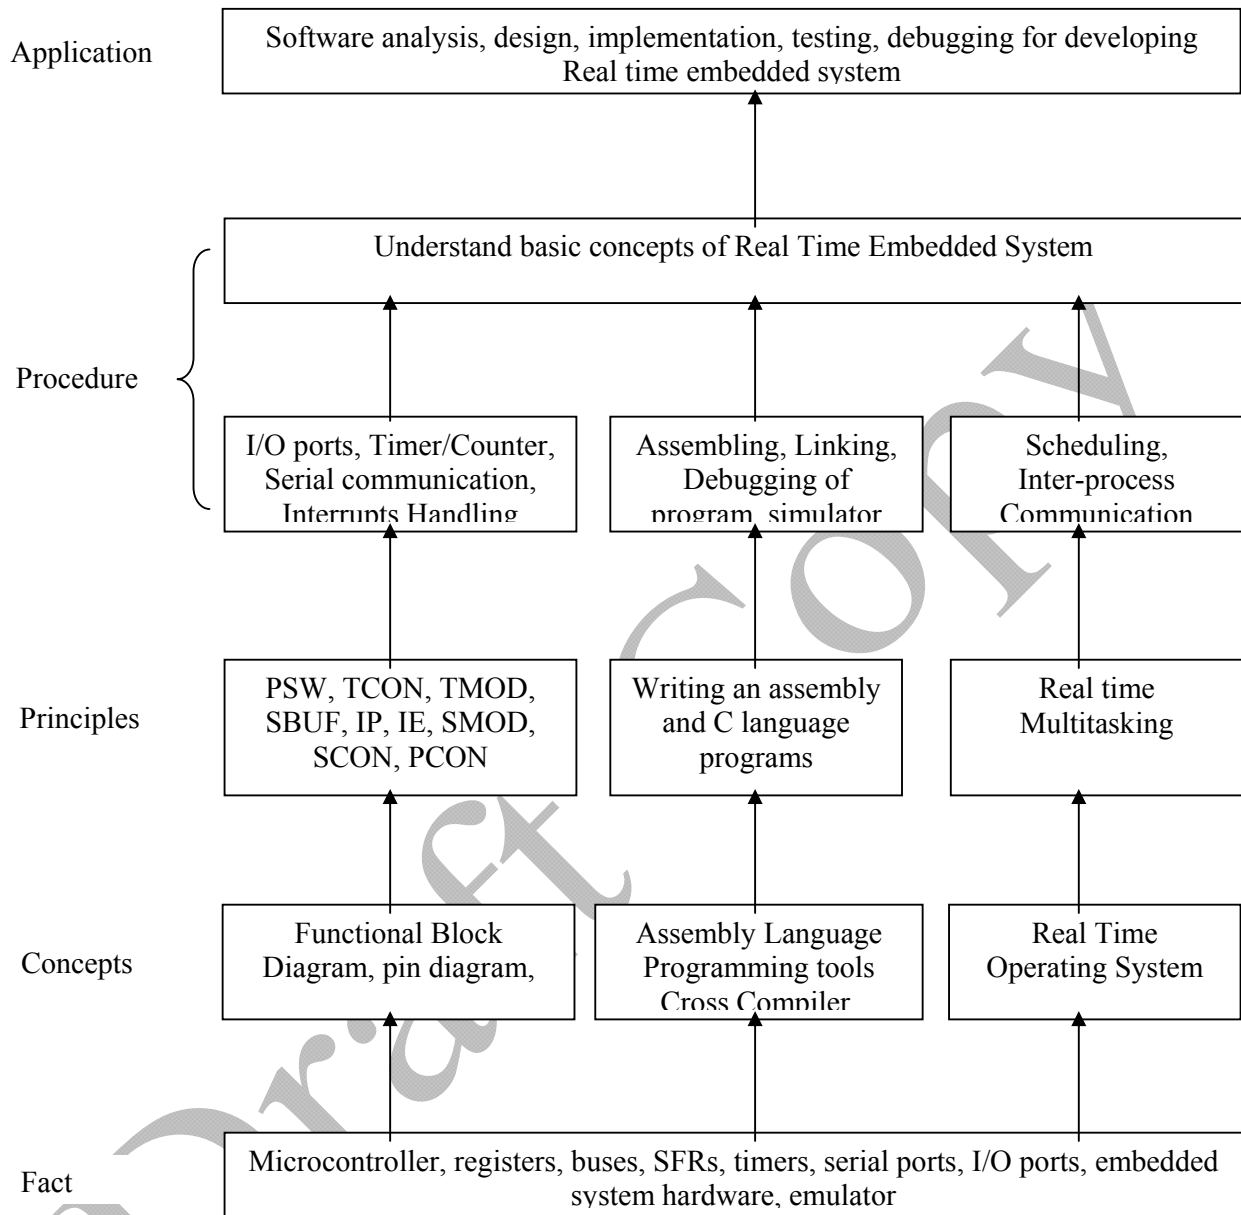 Application
Software analysis, design, implementation, testing, debugging for developing
Real time embedded system
Understand basic concepts of Real Time Embedded System
Procedure
I/O ports, Timer/Counter,
Serial communication,
Interrupts Handling
Assembling, Linking,
Debugging of
program, simulator
Scheduling,
Inter-process
Communication
Principles
PSW, TCON, TMOD,
SBUF, IP, IE, SMOD,
SCON, PCON
Writing an assembly
and C language
programs
Real time
Multitasking
Concepts
Functional Block
Diagram, pin diagram,
Assembly Language
Programming tools
Cross Compiler
Real Time
Operating System
Fact
Microcontroller, registers, buses, SFRs, timers, serial ports, I/O ports, embedded
system hardware, emulator
Draft Copy